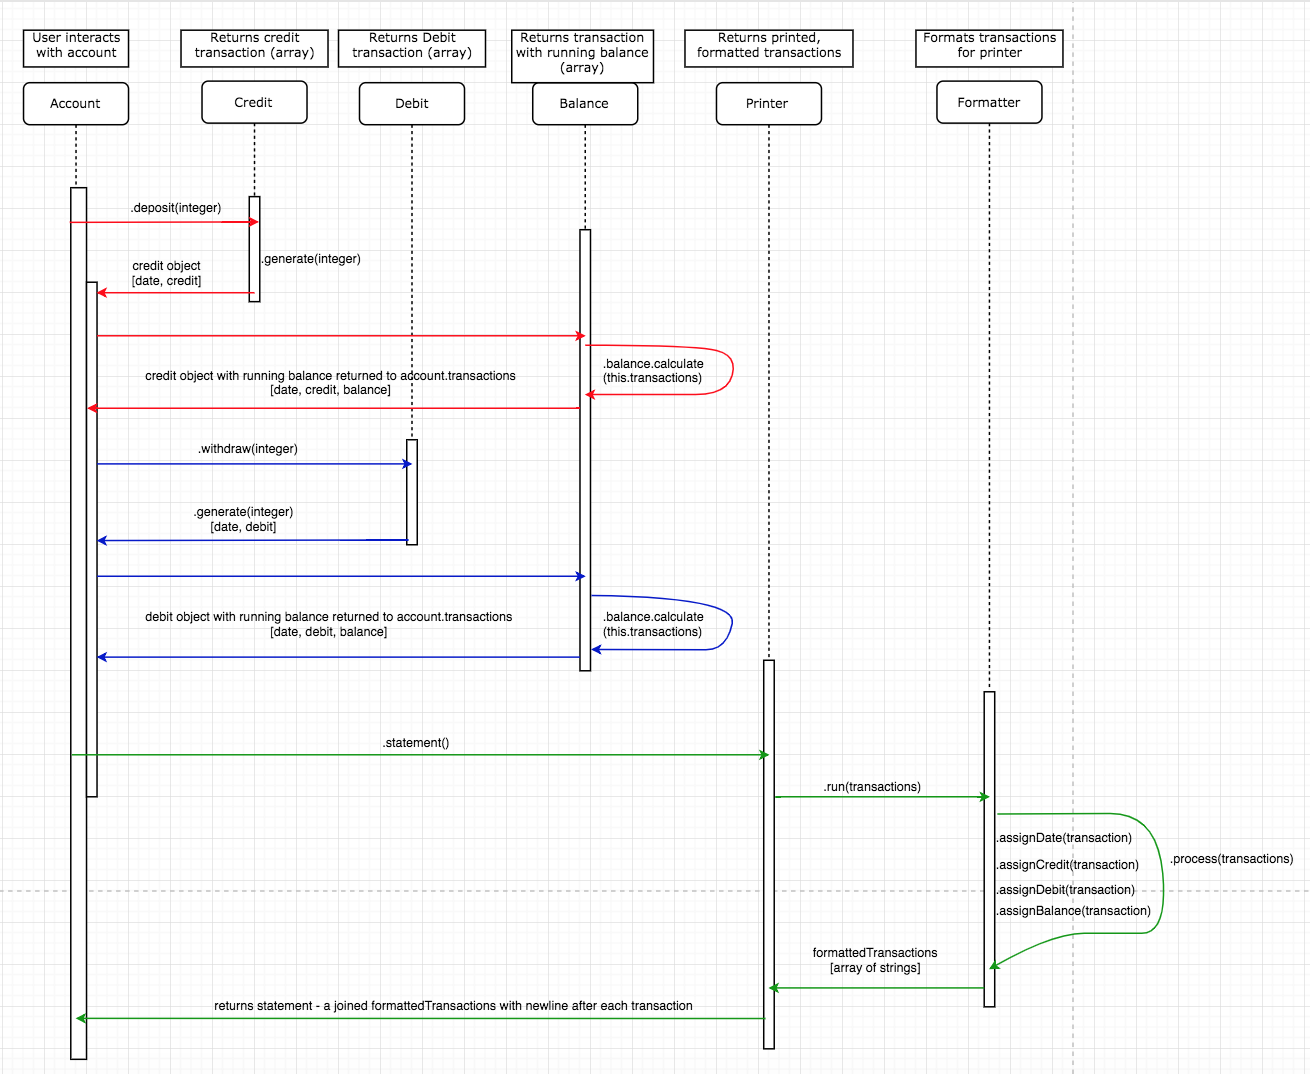 User interacts
with account
Returns credit
transaction (array)
Returns Debit
transaction (array)
Returns transaction
with running balance
(array)
Returns printed,
formatted transactions
Formats transactions
for printer
Account
Credit
Debit
Balance
Printer
Formatter
.deposit(integer)
.generate(integer)
credit object
[date, credit]
.balance.calculate
(this.transactions)
credit object with running balance returned to account.transactions
[date, credit, balance]
.withdraw(integer)
.generate(integer)
[date, debit]
debit object with running balance returned to account.transactions
[date, debit, balance]
.balance.calculate
(this.transactions)
.statement()
.run(transactions)
.assignDate(transaction)
.process(transactions)
.assignCredit(transaction)
.assignDebit(transaction)
.assignBalance(transaction)
formattedTransactions
[array of strings]
returns statement - a joined formattedTransactions with newline after each transaction